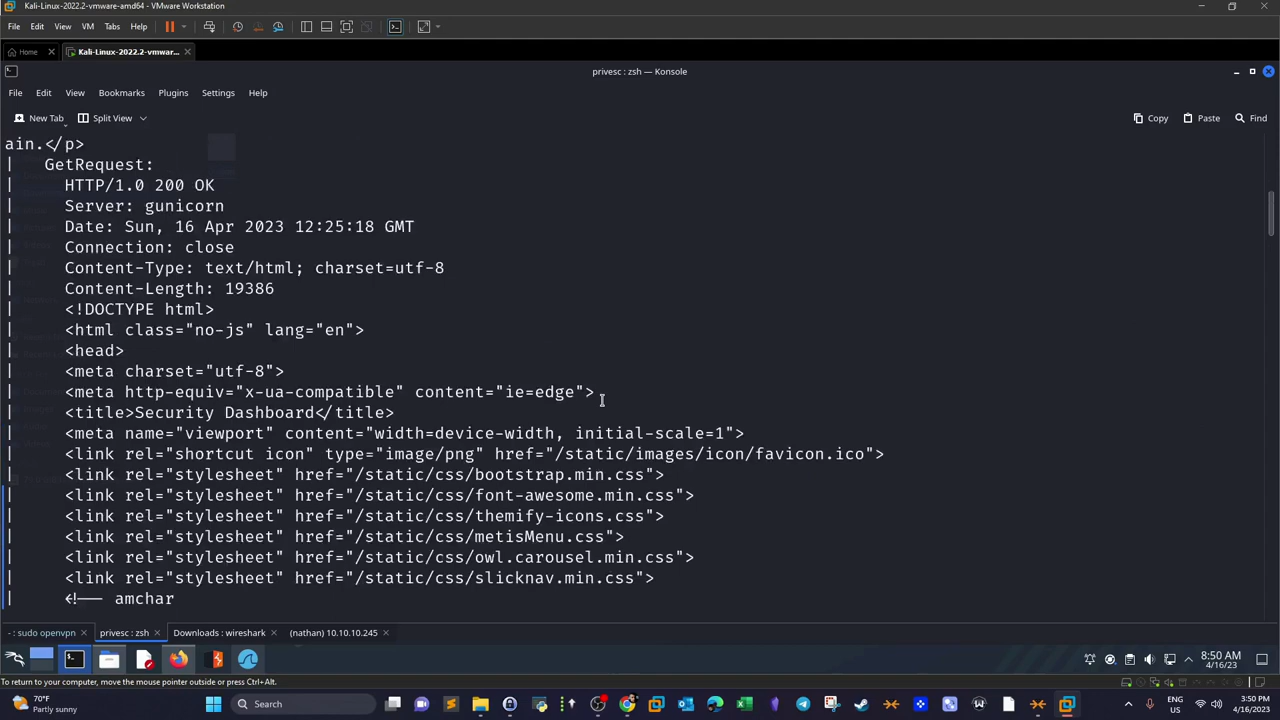 Kali-Linux-2022.2-vmware-amd64 - VMware Workstation
File Edit View VM Tabs Help
Home Kali-Linux-2022.2-vmwar...
privesc : zsh — Konsole
File Edit View Bookmarks Plugins Settings Help
New Tab Split View Copy Paste Find
ain.</p>
| GetRequest:
| HTTP/1.0 200 OK
| Server: gunicorn
| Date: Sun, 16 Apr 2023 12:25:18 GMT
| Connection: close
| Content-Type: text/html; charset=utf-8
| Content-Length: 19386
| <!DOCTYPE html>
| <html class="no-js" lang="en">
| <head>
| <meta charset="utf-8">
| <meta http-equiv="x-ua-compatible" content="ie=edge">
| <title>Security Dashboard</title>
| <meta name="viewport" content="width=device-width, initial-scale=1">
| <link rel="shortcut icon" type="image/png" href="/static/images/icon/favicon.ico">
| <link rel="stylesheet" href="/static/css/bootstrap.min.css">
| <link rel="stylesheet" href="/static/css/font-awesome.min.css">
| <link rel="stylesheet" href="/static/css/themify-icons.css">
| <link rel="stylesheet" href="/static/css/metisMenu.css">
| <link rel="stylesheet" href="/static/css/owl.carousel.min.css">
| <link rel="stylesheet" href="/static/css/slicknav.min.css">
| <!-- amchar
~ : sudo openvpn privesc : zsh Downloads : wireshark (nathan) 10.10.10.245
8:50 AM
4/16/23
To return to your computer, move the mouse pointer outside or press Ctrl+Alt.
70°F
Partly sunny
Search
ENG
US
3:50 PM
4/16/2023